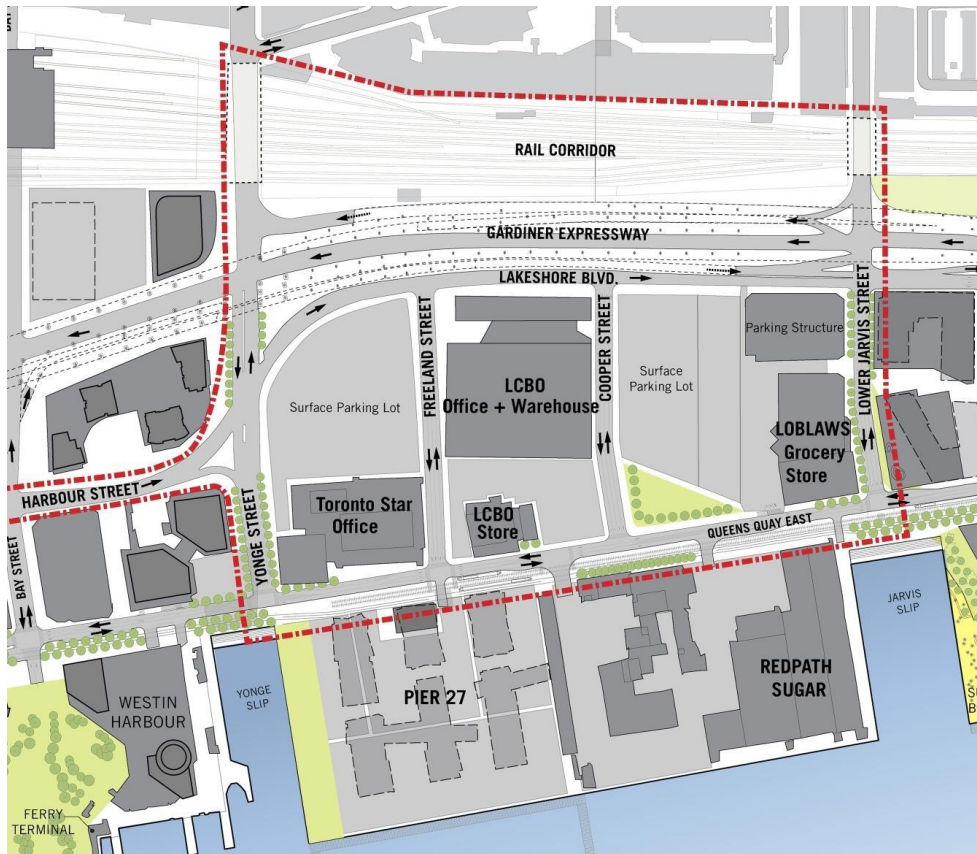 BAY
RAIL CORRIDOR
GARDINER EXPRESSWAY
LAKESHORE BLVD.
FREELAND STREET
COOPER STREET
LOWER JARVIS STREET
Parking Structure
Surface
Parking Lot
LCBO
Office + Warehouse
Surface Parking Lot
LOBLAWS
Grocery
Store
HARBOUR STREET
YONGE STREET
BAY STREET
Toronto Star
Office
LCBO
Store
QUEENS QUAY EAST
JARVIS
SLIP
REDPATH
SUGAR
PIER 27
YONGE
SLIP
WESTIN
HARBOUR
FERRY
TERMINAL